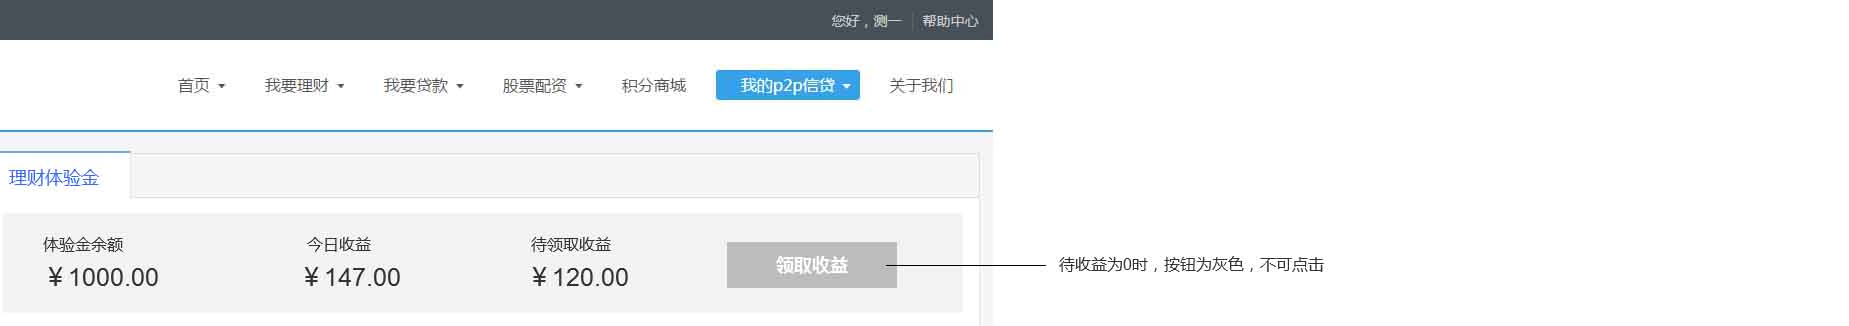 您好，测一 帮助中心
首页 我要理财 我要贷款 股票配资 积分商城 我的p2p信贷 关于我们
理财体验金
体验金余额 今日收益 待领取收益
¥1000.00 ¥147.00 ¥120.00
领取收益
待收益为0时，按钮为灰色，不可点击